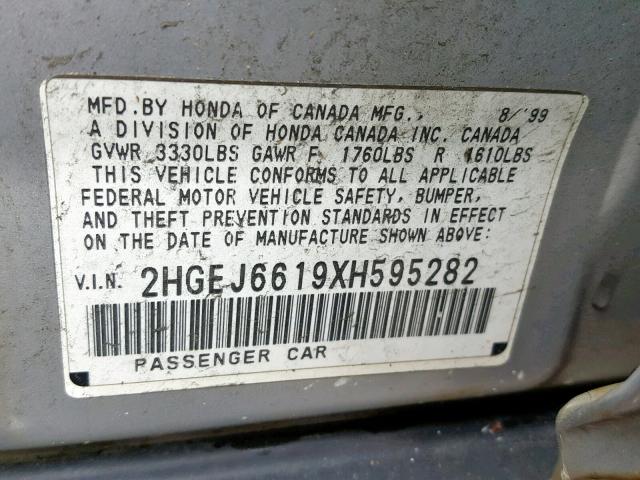 MFD.BY HONDA OF CANADA MFG., 8/'99
A DIVISION OF HONDA CANADA INC. CANADA
GVWR 3330LBS GAWR F 1760LBS R 1610LBS
THIS VEHICLE CONFORMS TO ALL APPLICABLE
FEDERAL MOTOR VEHICLE SAFETY, BUMPER,
AND THEFT PREVENTION STANDARDS IN EFFECT
ON THE DATE OF MANUFACTURE SHOWN ABOVE:
V.I.N. 2HGEJ6619XH595282
PASSENGER CAR